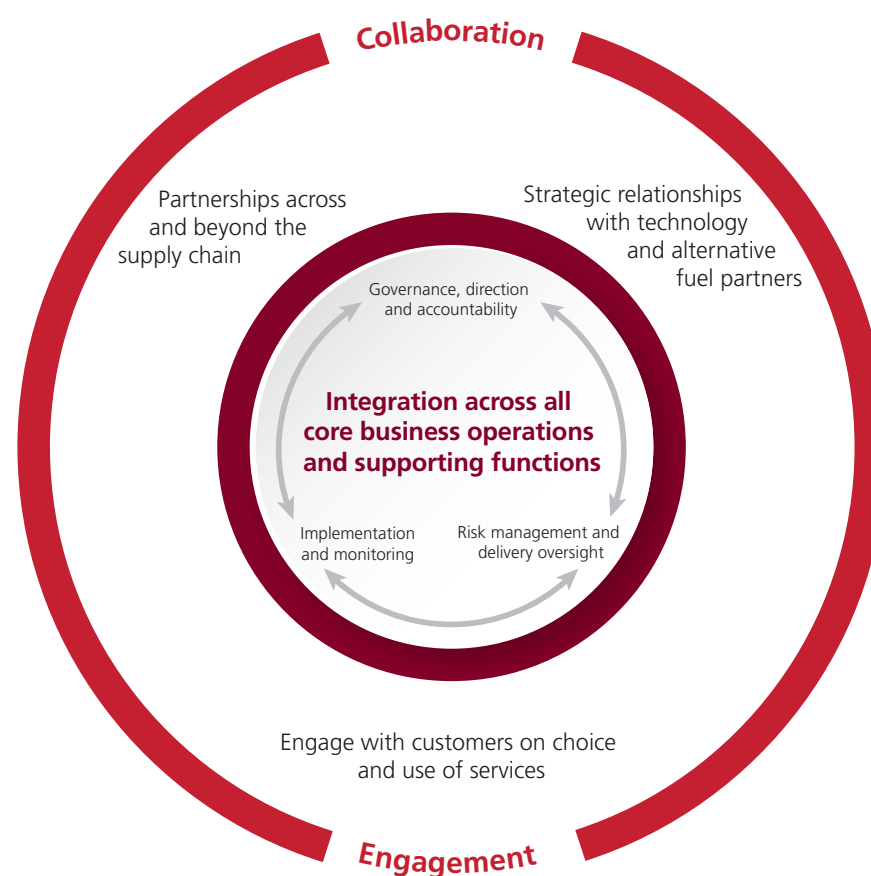 Collaboration
Partnerships across
and beyond the
supply chain
Strategic relationships
with technology
and alternative
fuel partners
Governance, direction
and accountability
Integration across all
core business operations
and supporting functions
Implementation
and monitoring
Risk management and
delivery oversight
Engage with customers on choice
and use of services
Engagement